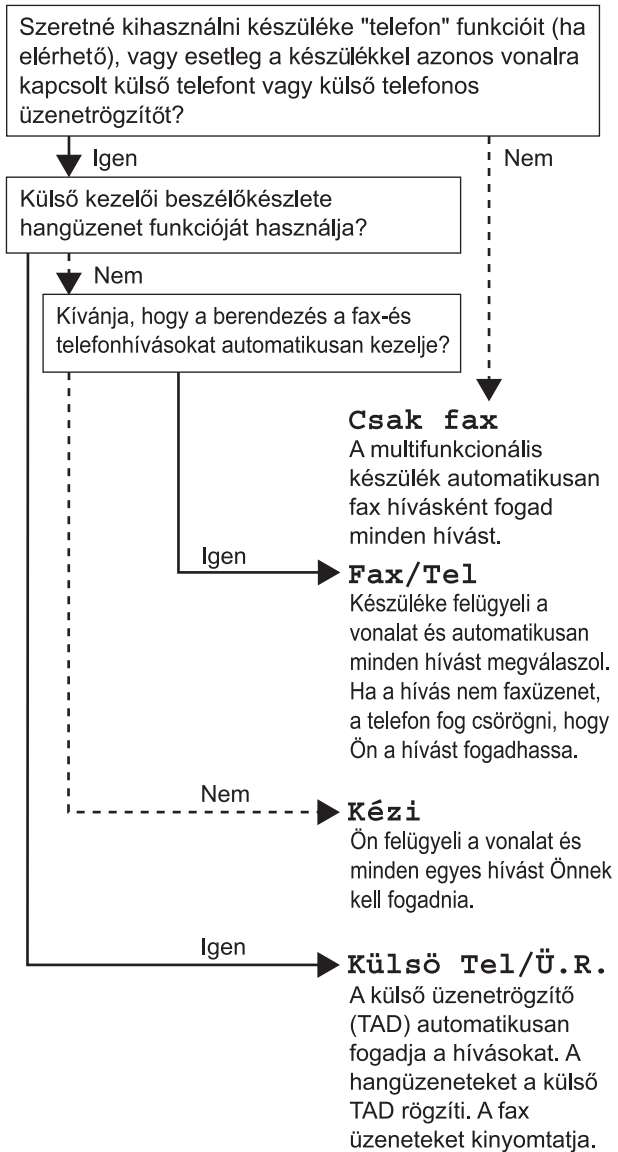 Szeretné kihasználni készüléke "telefon" funkcióit (ha
elérhető), vagy esetleg a készülékkel azonos vonalra
kapcsolt külső telefont vagy külső telefonos
üzenetrögzítőt?
Igen
Nem
Külső kezelői beszélőkészlete
hangüzenet funkcióját használja?
Nem
Kívánja, hogy a berendezés a fax-és
telefonhívásokat automatikusan kezelje?
Csak fax
A multifunkcionális
készülék automatikusan
fax hívásként fogad
minden hívást.
Igen
Fax/Tel
Készüléke felügyeli a
vonalat és automatikusan
minden hívást megválaszol.
Ha a hívás nem faxüzenet,
a telefon fog csörögni, hogy
Ön a hívást fogadhassa.
Nem
Kézi
Ön felügyeli a vonalat és
minden egyes hívást Önnek
kell fogadnia.
Igen
Külsö Tel/Ü.R.
A külső üzenetrögzítő
(TAD) automatikusan
fogadja a hívásokat. A
hangüzeneteket a külső
TAD rögzíti. A fax
üzeneteket kinyomtatja.